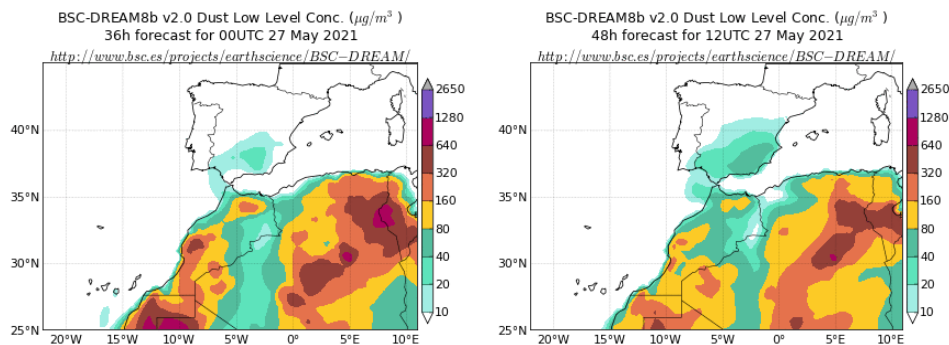 BSC-DREAM8b v2.0 Dust Low Level Conc. (μg/m³ )
36h forecast for 00UTC 27 May 2021
http://www.bsc.es/projects/earthscience/BSC−DREAM/
40°N
35°N
30°N
25°N
20°W
15°W
10°W
5°W
0°E
5°E
10°E
2650
1280
640
320
160
80
40
20
10
BSC-DREAM8b v2.0 Dust Low Level Conc. (μg/m³ )
48h forecast for 12UTC 27 May 2021
http://www.bsc.es/projects/earthscience/BSC−DREAM/
40°N
35°N
30°N
25°N
20°W
15°W
10°W
5°W
0°E
5°E
10°E
2650
1280
640
320
160
80
40
20
10